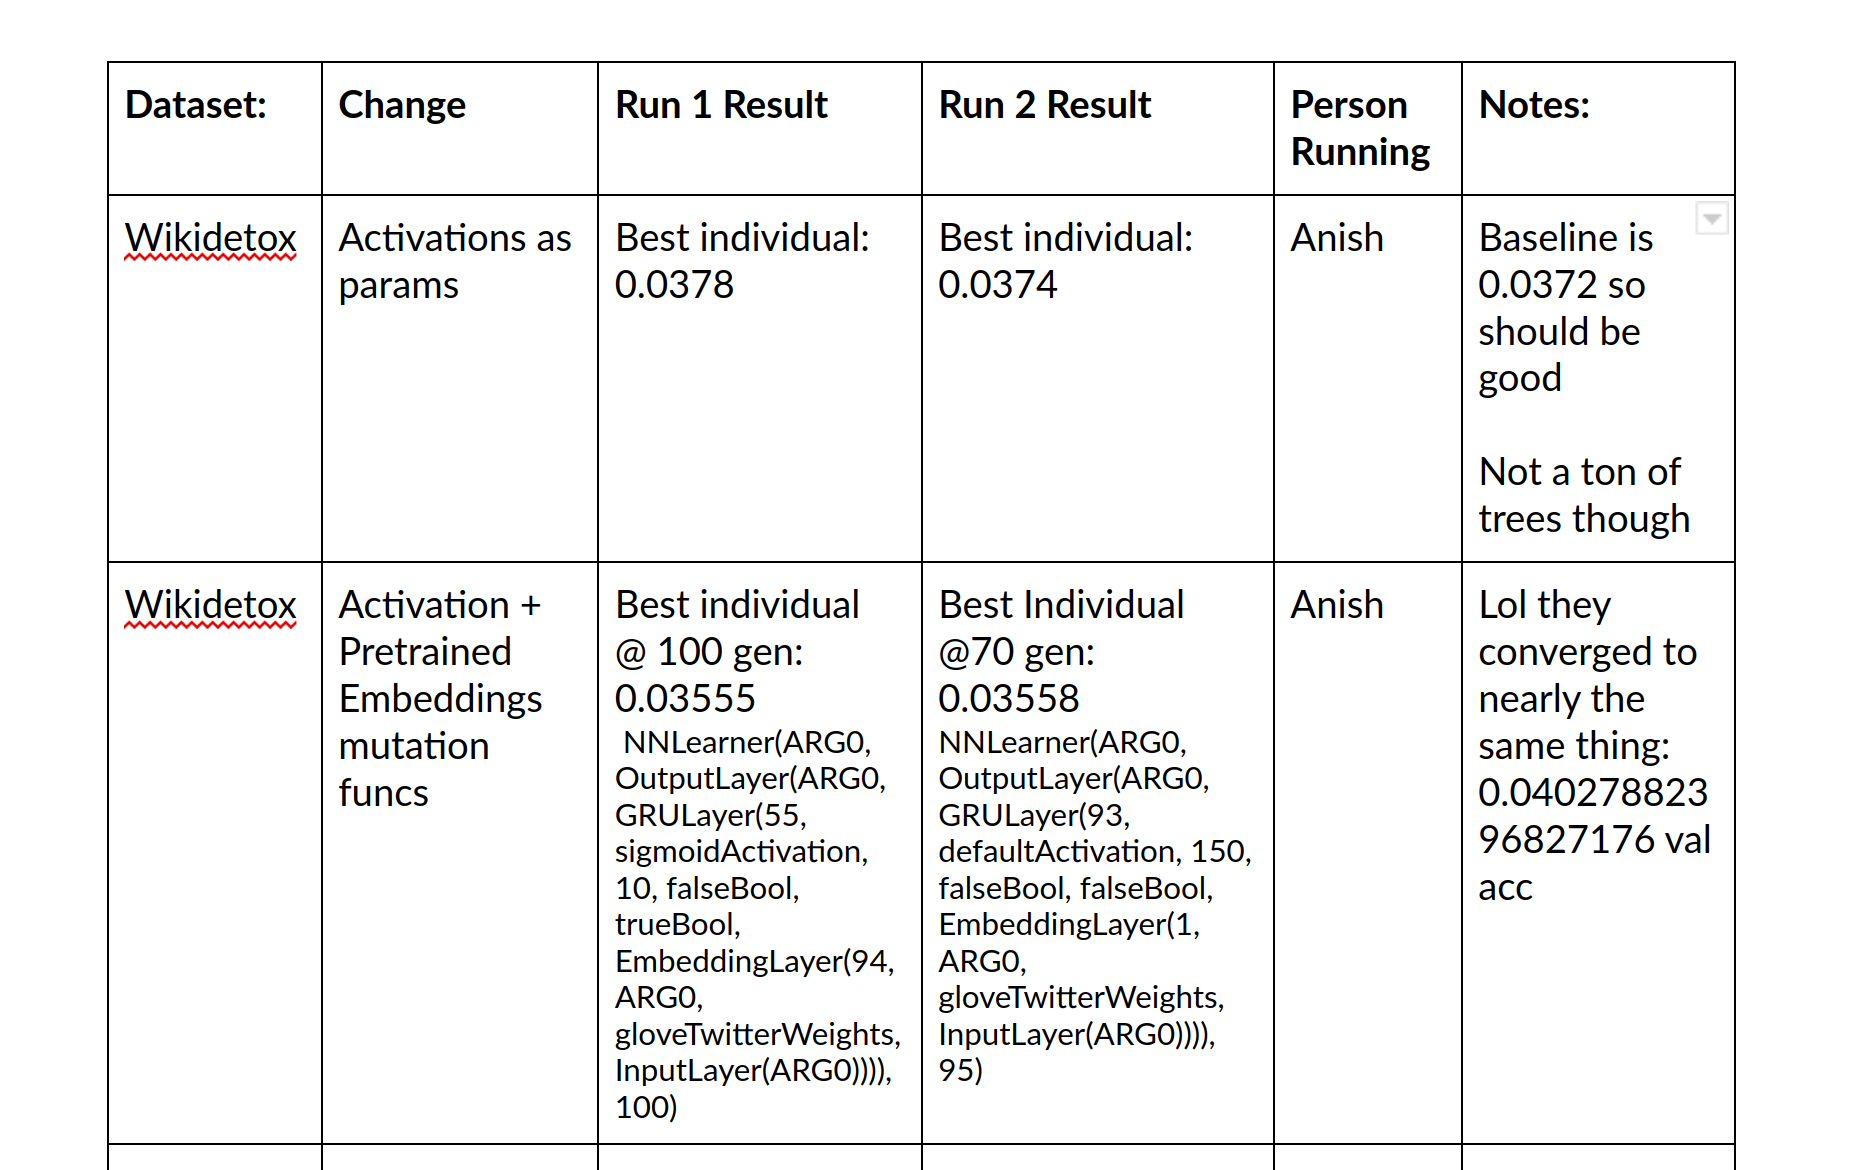 Dataset:
Change
Run 1 Result
Run 2 Result
Person
Running
Notes:
Wikidetox
Activations as
params
Best individual:
0.0378
Best individual:
0.0374
Anish
Baseline is
0.0372 so
should be
good
Not a ton of
trees though
Wikidetox
Activation +
Pretrained
Embeddings
mutation
funcs
Best individual
@ 100 gen:
0.03555
NNLearner(ARG0,
OutputLayer(ARG0,
GRULayer(55,
sigmoidActivation,
10, falseBool,
trueBool,
EmbeddingLayer(94,
ARG0,
gloveTwitterWeights,
InputLayer(ARG0)))),
100)
Best Individual
@70 gen:
0.03558
NNLearner(ARG0,
OutputLayer(ARG0,
GRULayer(93,
defaultActivation, 150,
falseBool, falseBool,
EmbeddingLayer(1,
ARG0,
gloveTwitterWeights,
InputLayer(ARG0)))),
95)
Anish
Lol they
converged to
nearly the
same thing:
0.040278823
96827176 val
acc